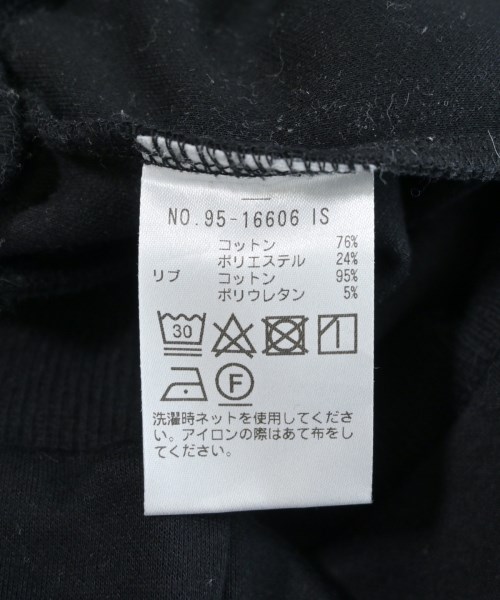 NO.95-16606 IS
コットン 76%
ポリエステル 24%
リブ コットン 95%
ポリウレタン 5%
30
F
洗濯時ネットを使用してくださ
い。アイロンの際はあて布をし
てください。